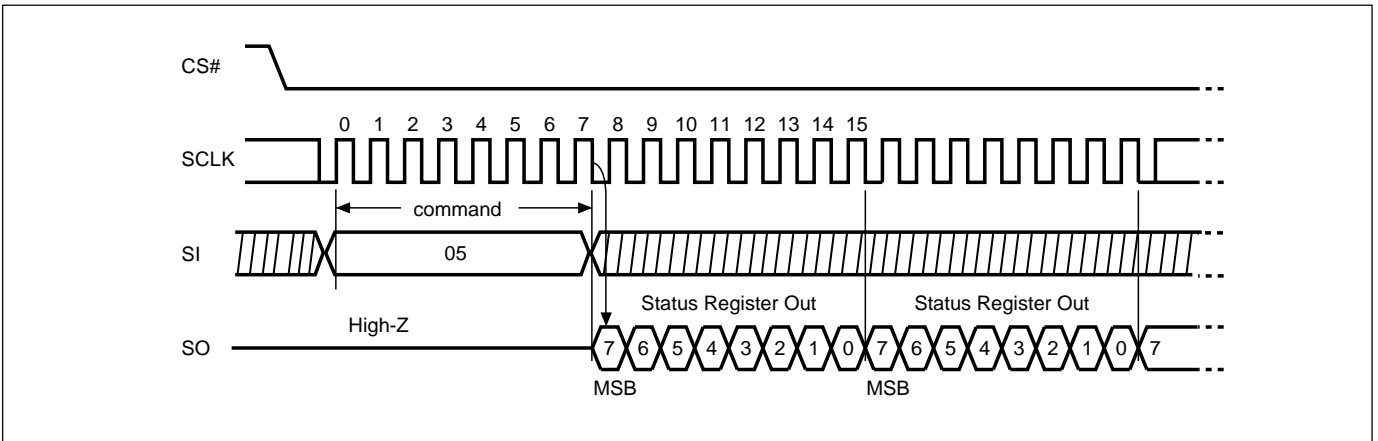 CS#
0 1 2 3 4 5 6 7 8 9 10 11 12 13 14 15
SCLK
command
SI
05
Status Register Out Status Register Out
High-Z
SO
7 6 5 4 3 2 1 0 7 6 5 4 3 2 1 0 7
MSB MSB